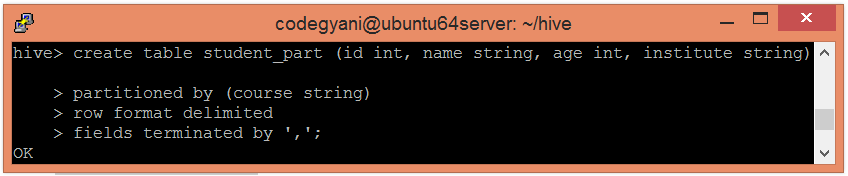 codegyani@ubuntu64server: ~/hive
hive> create table student_part (id int, name string, age int, institute string)
> partitioned by (course string)
> row format delimited
> fields terminated by ',';
OK